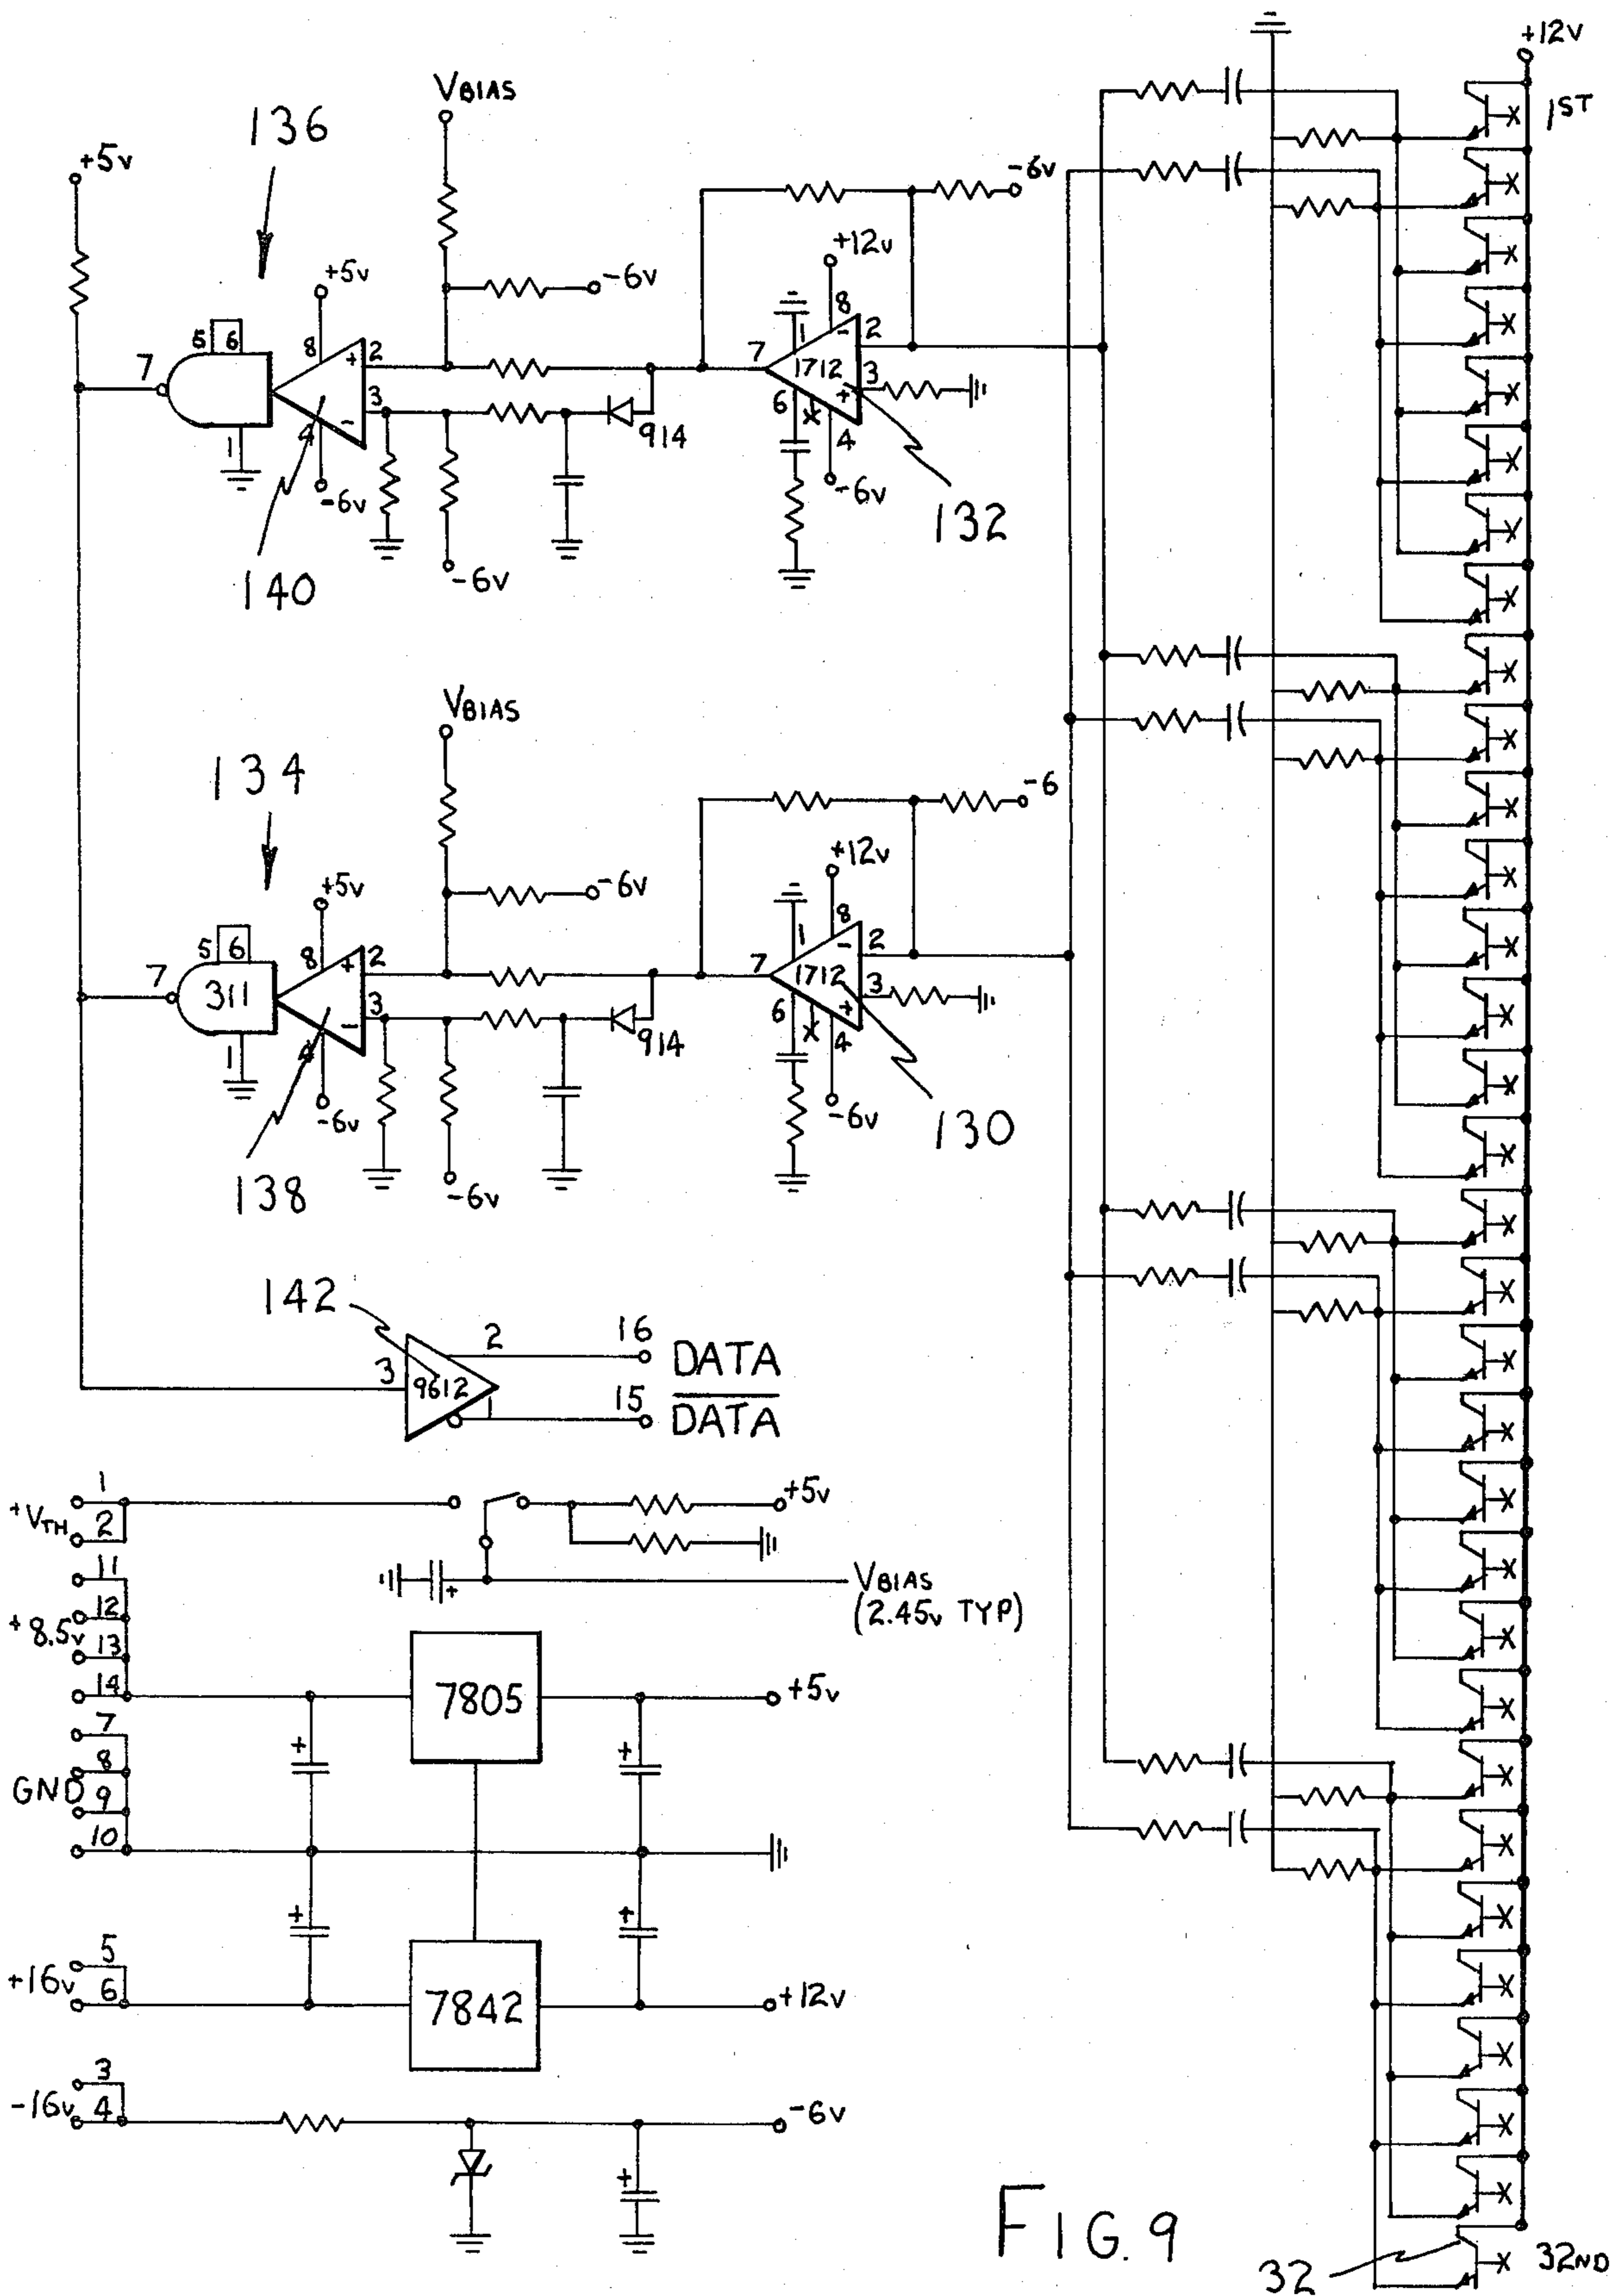 +12V
1ST
VBIAS
136
+5V
-6V
+12V
+5V
-6V
8
1
- 2
5 6
8
+ 2
7
1712
3
7
3
6
+
X
4
-
4
914
1
-6V
-6V
132
140
-6V
VBIAS
134
-6
+12V
-6V
+5V
8
1
- 2
5 6
8
+ 2
7
1712
3
7
311
3
6
+
X
4
-
4
914
1
-6V
-6V
130
138
-6V
142
2
16
DATA
3
9612
1
15
DATA
1
+VTH
2
+5V
11
12
VBIAS
(2.45V TYP)
+8.5V
13
14
7805
+5V
7
+
+
8
GND
9
10
+
+
5
+16V
6
7842
+12V
3
-16V
4
-6V
+
FIG. 9
32
32ND